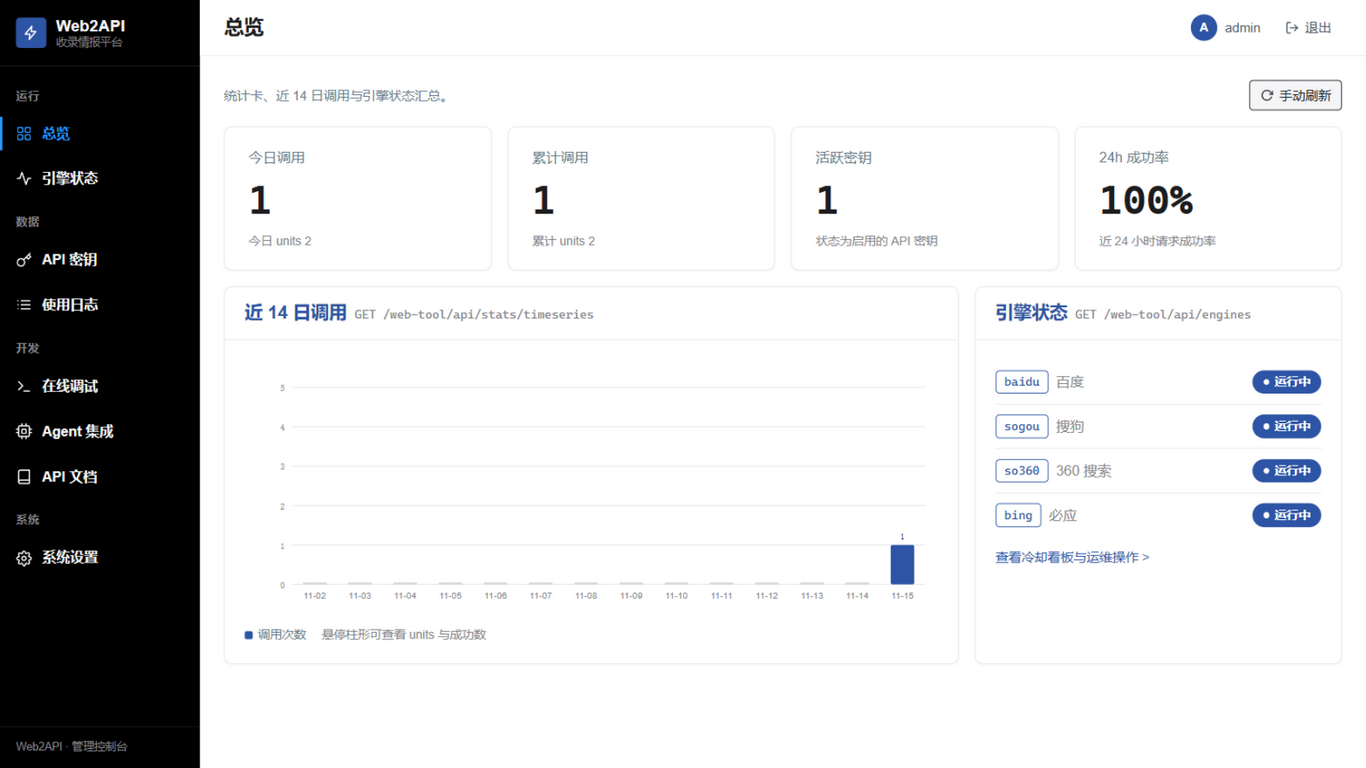 Web2API
收录情报平台
运行
总览
引擎状态
数据
API 密钥
使用日志
开发
在线调试
Agent 集成
API 文档
系统
系统设置
Web2API · 管理控制台
总览
A admin 退出
统计卡、近 14 日调用与引擎状态汇总。
手动刷新
今日调用
1
今日 units 2
累计调用
1
累计 units 2
活跃密钥
1
状态为启用的 API 密钥
24h 成功率
100%
近 24 小时请求成功率
近 14 日调用 GET /web-tool/api/stats/timeseries
5
4
3
2
1
0
1
11-02 11-03 11-04 11-05 11-06 11-07 11-08 11-09 11-10 11-11 11-12 11-13 11-14 11-15
调用次数 悬停柱形可查看 units 与成功数
引擎状态 GET /web-tool/api/engines
baidu 百度 运行中
sogou 搜狗 运行中
so360 360 搜索 运行中
bing 必应 运行中
查看冷却看板与运维操作 >